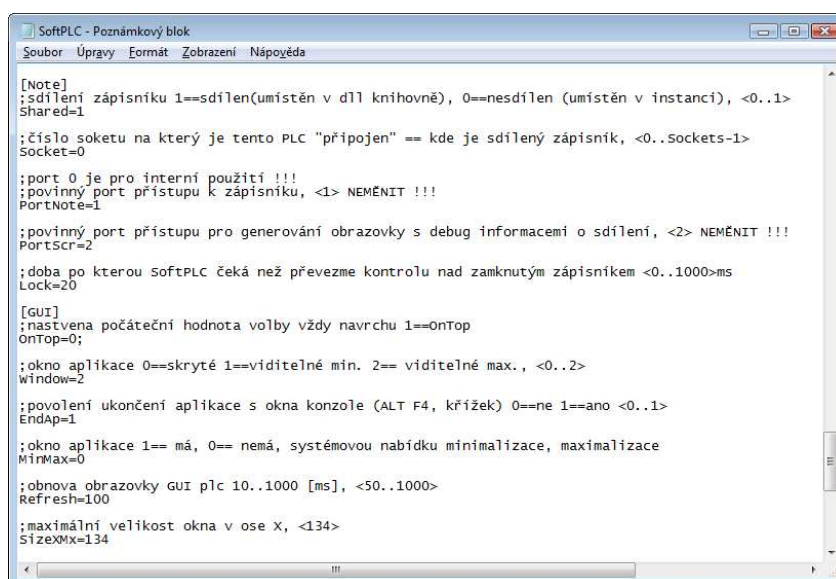 SoftPLC - Poznámkový blok
Soubor Úpravy Formát Zobrazení Nápověda
[Note]
;sdílení zápisníku 1==sdílen(umístěn v dll knihovně), 0==nesdílen (umístěn v instanci), <0..1>
Shared=1
;číslo soketu na který je tento PLC "připojen" == kde je sdílený zápisník, <0..Sockets-1>
Socket=0
;port 0 je pro interní použití !!!
;povinný port přístupu k zápisníku, <1> NEMĚNIT !!!
PortNote=1
;povinný port přístupu pro generování obrazovky s debug informacemi o sdílení, <2> NEMĚNIT !!!
PortScr=2
;doba po kterou SoftPLC čeká než převezme kontrolu nad zamknutým zápisníkem <0..1000>ms
Lock=20
[GUI]
;nastvena počáteční hodnota volby vždy navrchu 1==OnTop
OnTop=0;
;okno aplikace 0==skryté 1==viditelné min. 2== viditelné max., <0..2>
Window=2
;povolení ukončení aplikace s okna konzole (ALT F4, křížek) 0==ne 1==ano <0..1>
EndAp=1
;okno aplikace 1== má, 0== nemá, systémovou nabídku minimalizace, maximalizace
MinMax=0
;obnova obrazovky GUI plc 10..1000 [ms], <50..1000>
Refresh=100
;maximální velikost okna v ose X, <134>
SizeXMx=134